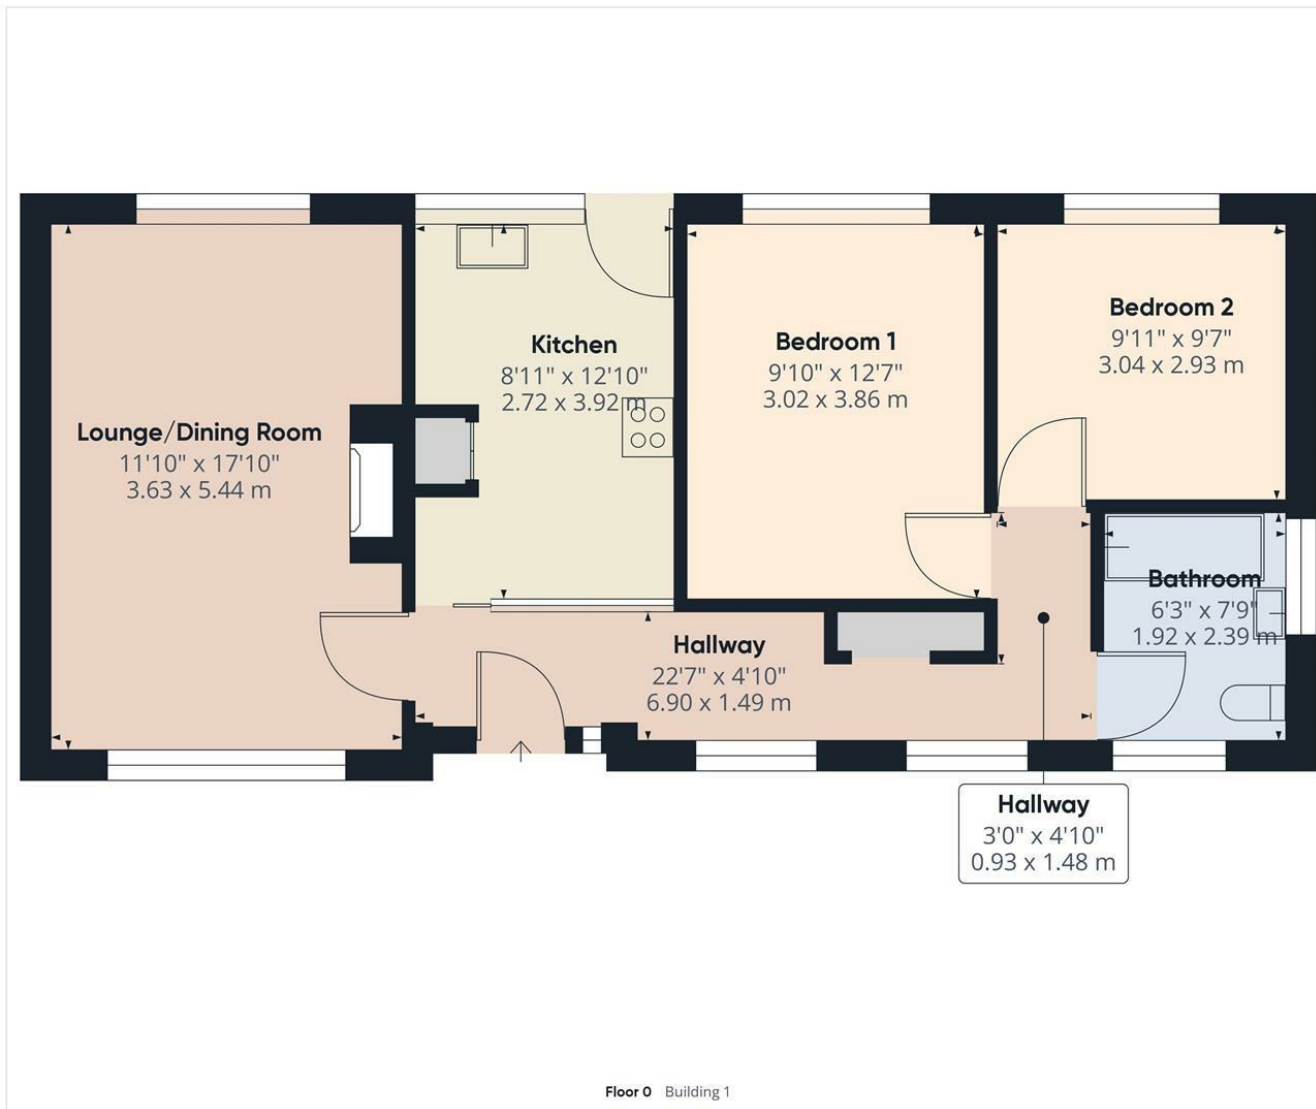 Lounge/Dining Room
11'10" x 17'10"
3.63 x 5.44 m
Kitchen
8'11" x 12'10"
2.72 x 3.92 m
Bedroom 1
9'10" x 12'7"
3.02 x 3.86 m
Bedroom 2
9'11" x 9'7"
3.04 x 2.93 m
Bathroom
6'3" x 7'9"
1.92 x 2.39 m
Hallway
22'7" x 4'10"
6.90 x 1.49 m
Hallway
3'0" x 4'10"
0.93 x 1.48 m
Floor 0 Building 1